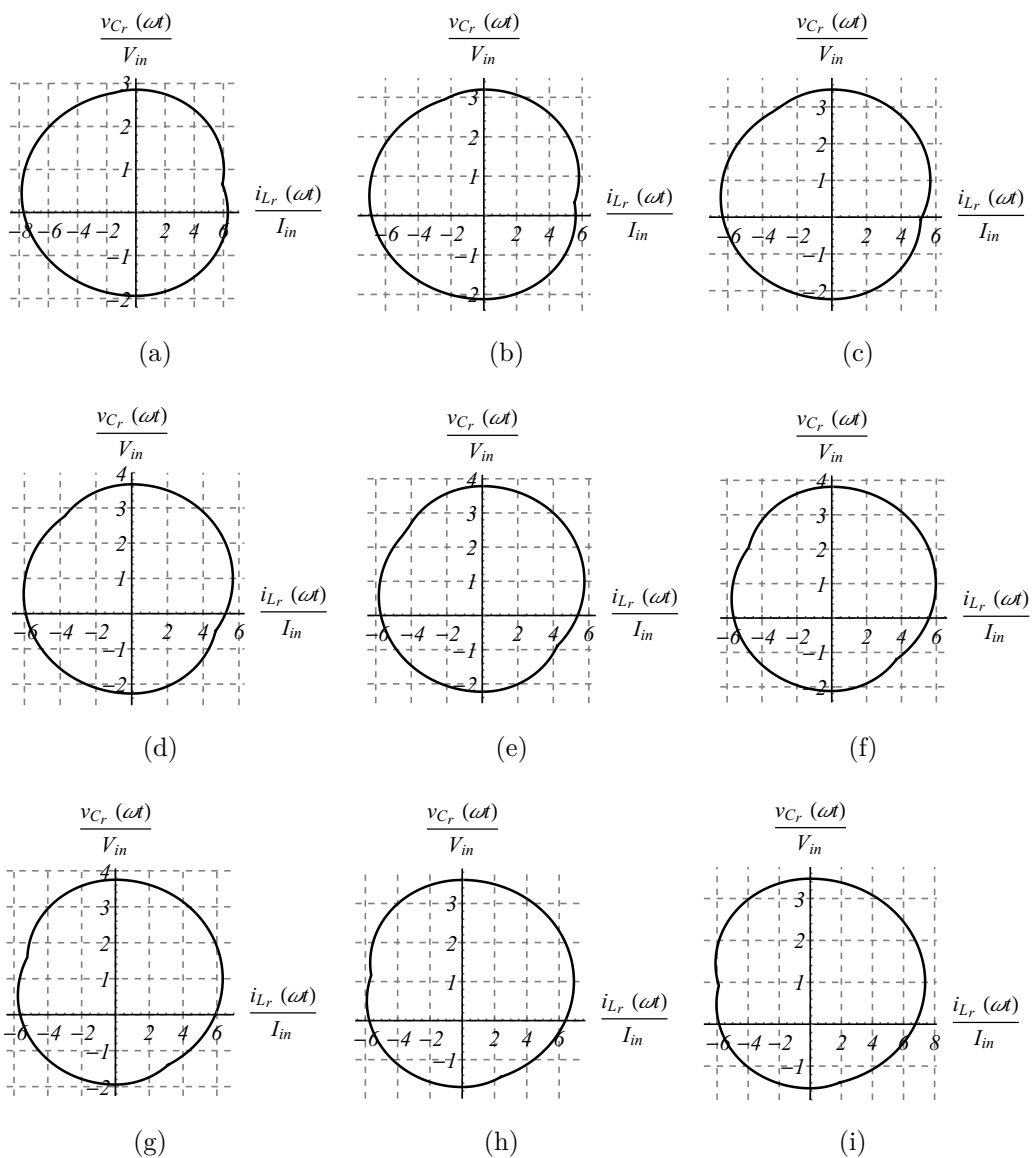 v_{C_r} (ωt) v_{C_r} (ωt) v_{C_r} (ωt)
V_{in} V_{in} V_{in}
3
2
1
-8 -6 -4 -2 2 4 6
-1
-2
i_{L_r} (ωt)
I_{in}
3
2
1
-6 -4 -2 2 4 6
-1
-2
i_{L_r} (ωt)
I_{in}
3
2
1
-6 -4 -2 2 4 6
-1
-2
i_{L_r} (ωt)
I_{in}
(a) (b) (c)
v_{C_r} (ωt) v_{C_r} (ωt) v_{C_r} (ωt)
V_{in} V_{in} V_{in}
4
3
2
1
-6 -4 -2 2 4 6
-1
-2
i_{L_r} (ωt)
I_{in}
4
3
2
1
-6 -4 -2 2 4 6
-1
-2
i_{L_r} (ωt)
I_{in}
4
3
2
1
-6 -4 -2 2 4 6
-1
-2
i_{L_r} (ωt)
I_{in}
(d) (e) (f)
v_{C_r} (ωt) v_{C_r} (ωt) v_{C_r} (ωt)
V_{in} V_{in} V_{in}
4
3
2
1
-6 -4 -2 2 4 6
-1
-2
i_{L_r} (ωt)
I_{in}
3
2
1
-6 -4 -2 2 4 6
-1
i_{L_r} (ωt)
I_{in}
3
2
1
-6 -4 -2 2 4 6 8
-1
i_{L_r} (ωt)
I_{in}
(g) (h) (i)